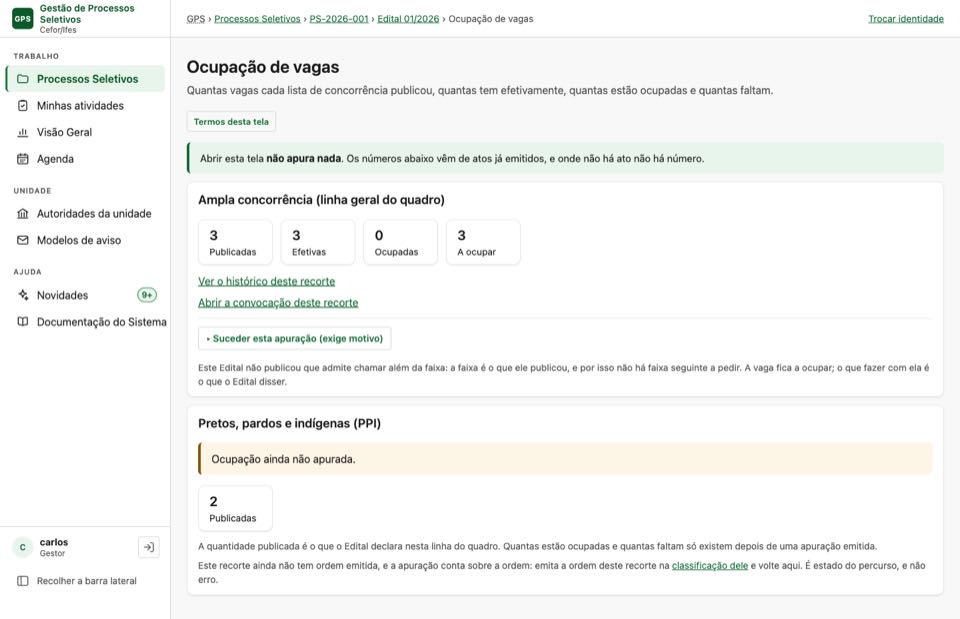 GPS
Gestão de Processos
Seletivos
Cefor/Ifes
GPS › Processos Seletivos › PS-2026-001 › Edital 01/2026 › Ocupação de vagas
Trocar identidade
TRABALHO
Processos Seletivos
Minhas atividades
Visão Geral
Agenda
UNIDADE
Autoridades da unidade
Modelos de aviso
AJUDA
Novidades
9+
Documentação do Sistema
C
carlos
Gestor
Recolher a barra lateral
Ocupação de vagas
Quantas vagas cada lista de concorrência publicou, quantas tem efetivamente, quantas estão ocupadas e quantas faltam.
Termos desta tela
Abrir esta tela não apura nada. Os números abaixo vêm de atos já emitidos, e onde não há ato não há número.
Ampla concorrência (linha geral do quadro)
3
Publicadas
3
Efetivas
0
Ocupadas
3
A ocupar
Ver o histórico deste recorte
Abrir a convocação deste recorte
Suceder esta apuração (exige motivo)
Este Edital não publicou que admite chamar além da faixa: a faixa é o que ele publicou, e por isso não há faixa seguinte a pedir. A vaga fica a ocupar; o que fazer com ela é
o que o Edital disser.
Pretos, pardos e indígenas (PPI)
Ocupação ainda não apurada.
2
Publicadas
A quantidade publicada é o que o Edital declara nesta linha do quadro. Quantas estão ocupadas e quantas faltam só existem depois de uma apuração emitida.
Este recorte ainda não tem ordem emitida, e a apuração conta sobre a ordem: emita a ordem deste recorte na classificação dele e volte aqui. É estado do percurso, e não
erro.